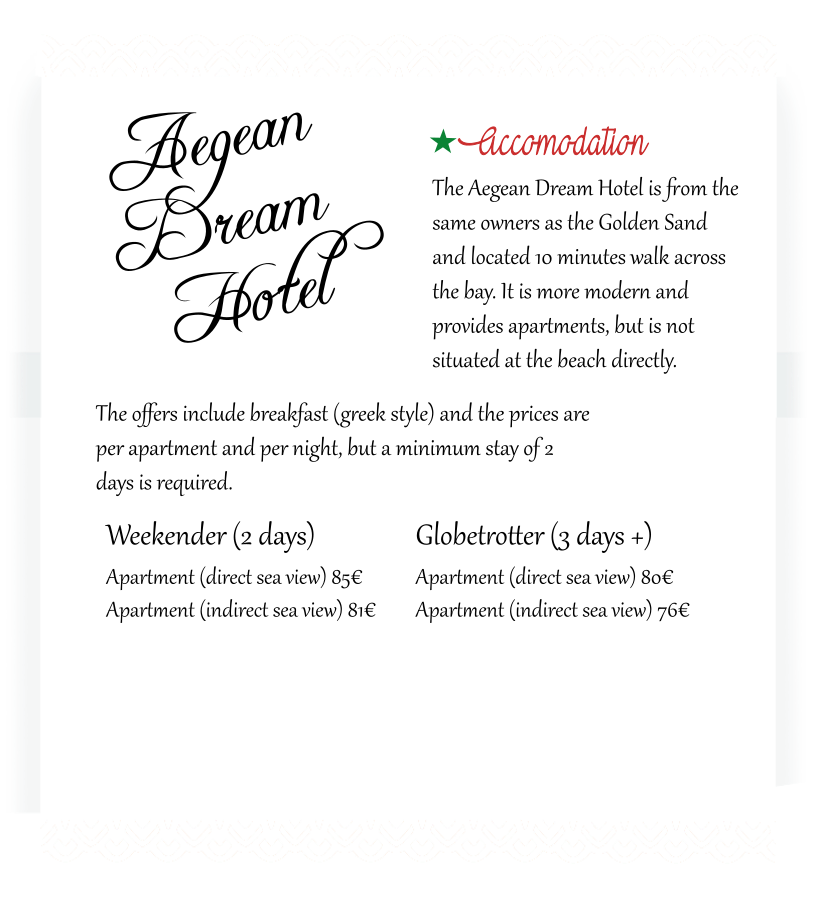 Aegean
Dream
Hotel
Accomodation
The Aegean Dream Hotel is from the
same owners as the Golden Sand
and located 10 minutes walk across
the bay. It is more modern and
provides apartments, but is not
situated at the beach directly.
The offers include breakfast (greek style) and the prices are
per apartment and per night, but a minimum stay of 2
days is required.
Weekender (2 days)
Apartment (direct sea view) 85€
Apartment (indirect sea view) 81€
Globetrotter (3 days +)
Apartment (direct sea view) 80€
Apartment (indirect sea view) 76€